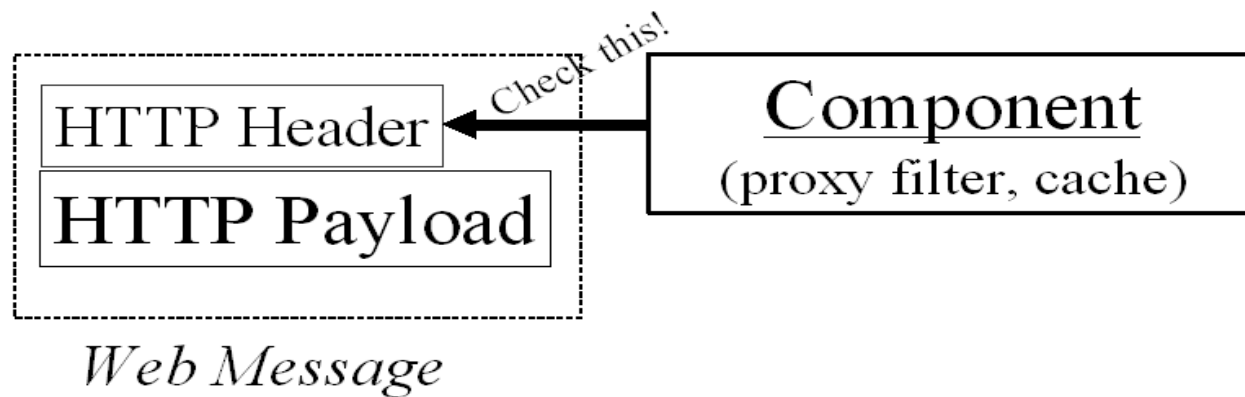 Check this!
HTTP Header
HTTP Payload
Web Message
Component
(proxy filter, cache)